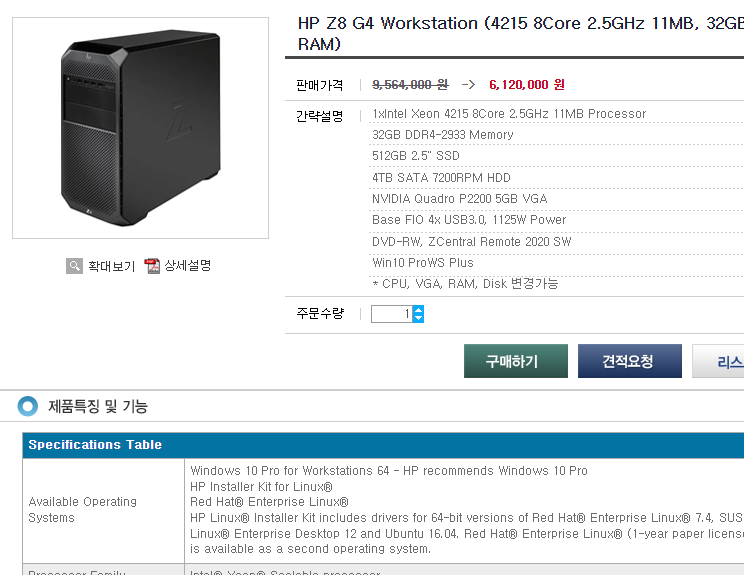 HP Z8 G4 Workstation (4215 8Core 2.5GHz 11MB, 32GB
RAM)
판매가격 9,564,000 원 -> 6,120,000 원
간략설명 1xIntel Xeon 4215 8Core 2.5GHz 11MB Processor
32GB DDR4-2933 Memory
512GB 2.5" SSD
4TB SATA 7200RPM HDD
NVIDIA Quadro P2200 5GB VGA
Base FIO 4x USB3.0, 1125W Power
DVD-RW, ZCentral Remote 2020 SW
Win10 ProWS Plus
* CPU, VGA, RAM, Disk 변경가능
확대보기 상세설명
주문수량 1
구매하기 견적요청 리스
제품특징 및 기능
Specifications Table
Available Operating
Systems
Windows 10 Pro for Workstations 64 - HP recommends Windows 10 Pro
HP Installer Kit for Linux®
Red Hat® Enterprise Linux®
HP Linux® Installer Kit includes drivers for 64-bit versions of Red Hat® Enterprise Linux® 7.4, SUS
Linux® Enterprise Desktop 12 and Ubuntu 16.04. Red Hat® Enterprise Linux® (1-year paper license
is available as a second operating system.
Processor Family Intel® Xeon® Scalable processor